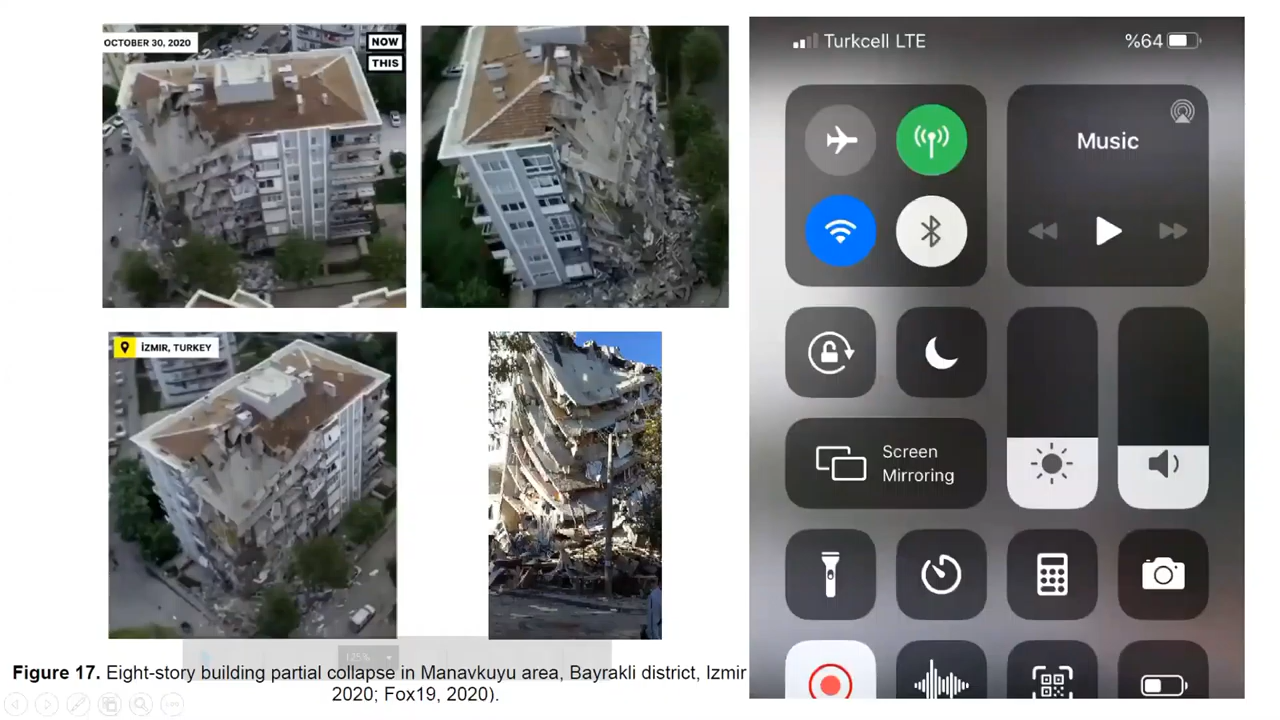 OCTOBER 30, 2020
NOW
THIS
İZMİR, TURKEY
Turkcell LTE
%64
Music
Screen
Mirroring
125%
Figure 17. Eight-story building partial collapse in Manavkuyu area, Bayrakli district, Izmir
2020; Fox19, 2020).